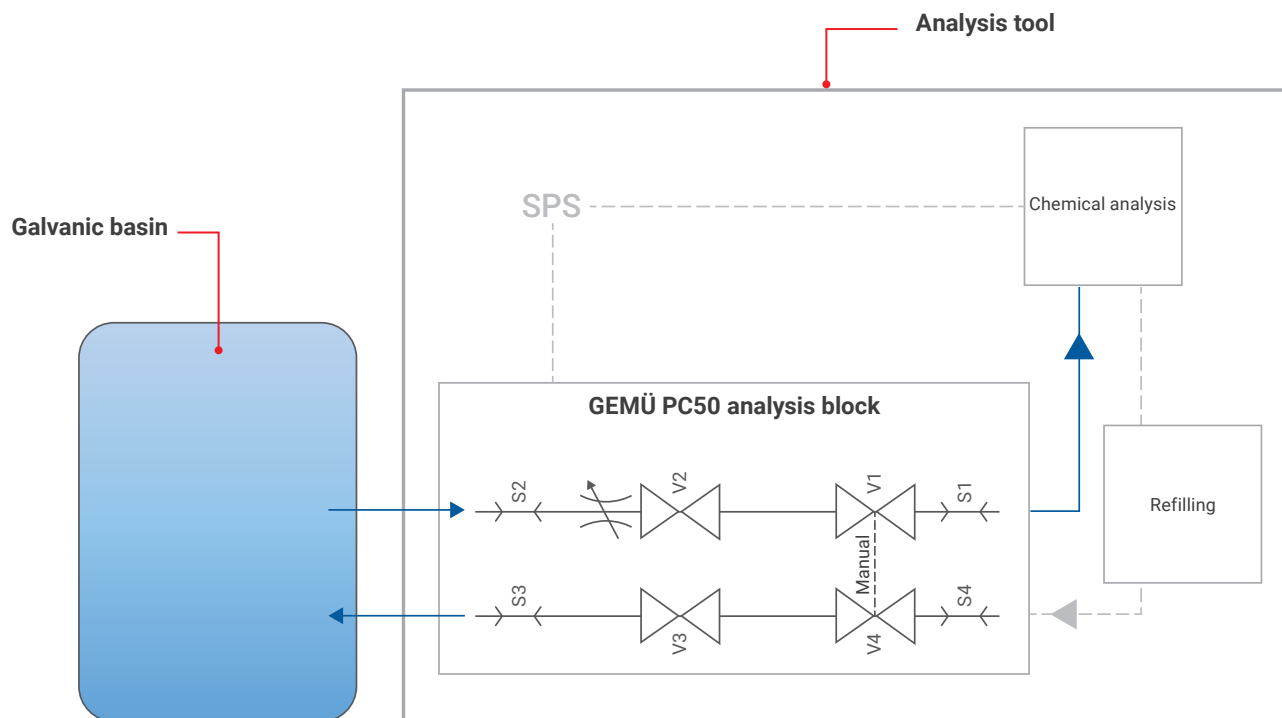 Analysis tool
Chemical analysis
SPS
Galvanic basin
GEMÜ PC50 analysis block
S2
V2
V1
S1
Refilling
Manual
S3
V3
V4
S4